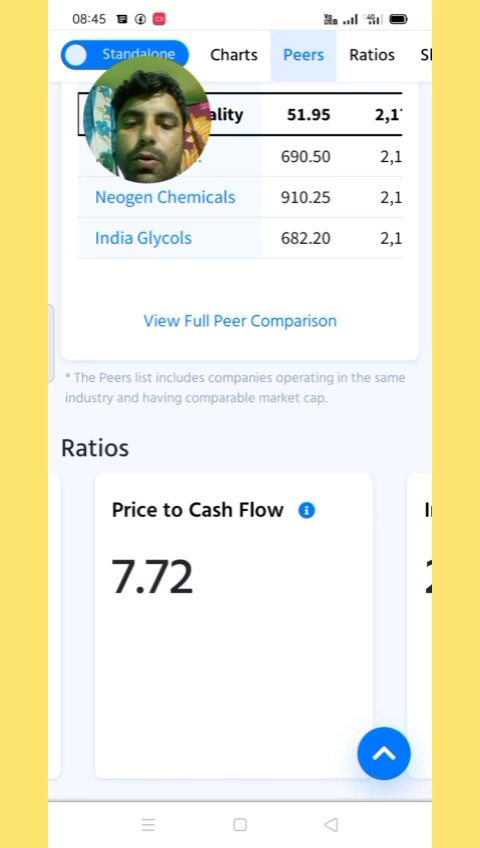 08:45
Standalone Charts Peers Ratios
51.95
690.50
Neogen Chemicals 910.25
India Glycols 682.20
View Full Peer Comparison
* The Peers list includes companies operating in the same
industry and having comparable market cap.
Ratios
Price to Cash Flow
7.72